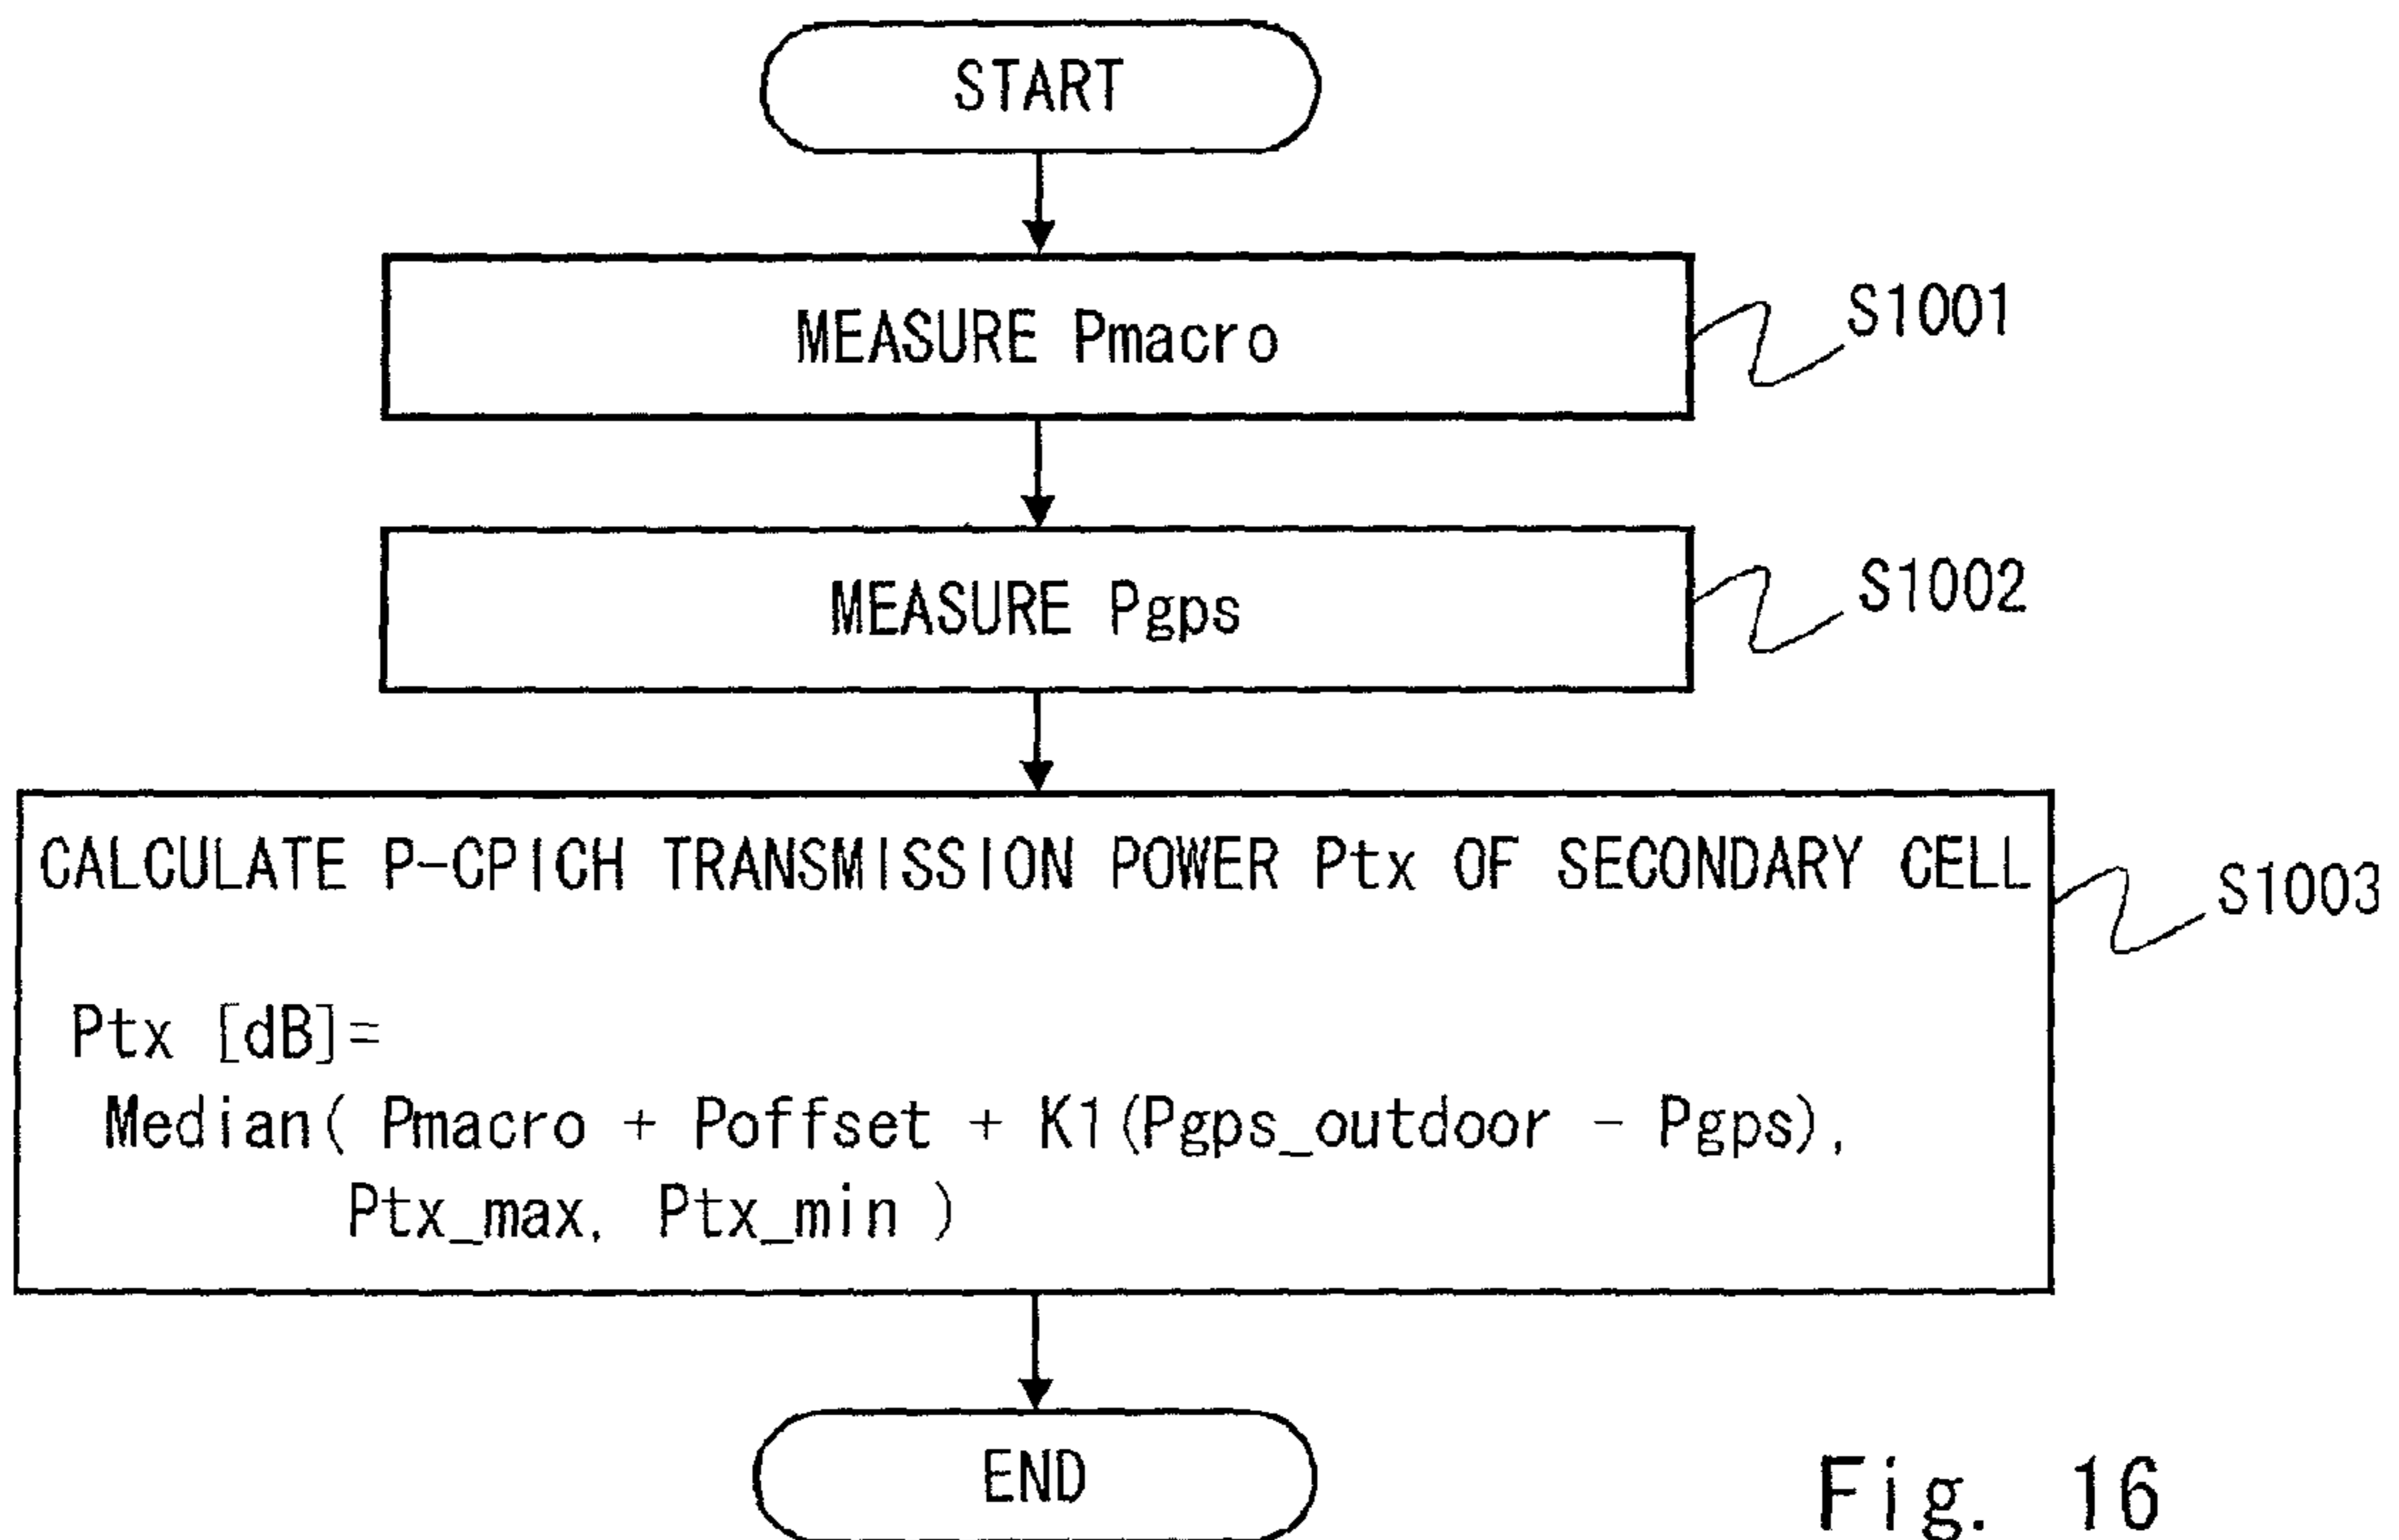 START
MEASURE Pmacro
S1001
MEASURE Pgps
S1002
CALCULATE P-CPICH TRANSMISSION POWER Ptx OF SECONDARY CELL
S1003
Ptx [dB]=
Median( Pmacro + Poffset + K1(Pgps_outdoor - Pgps),
Ptx_max, Ptx_min )
END
Fig. 16